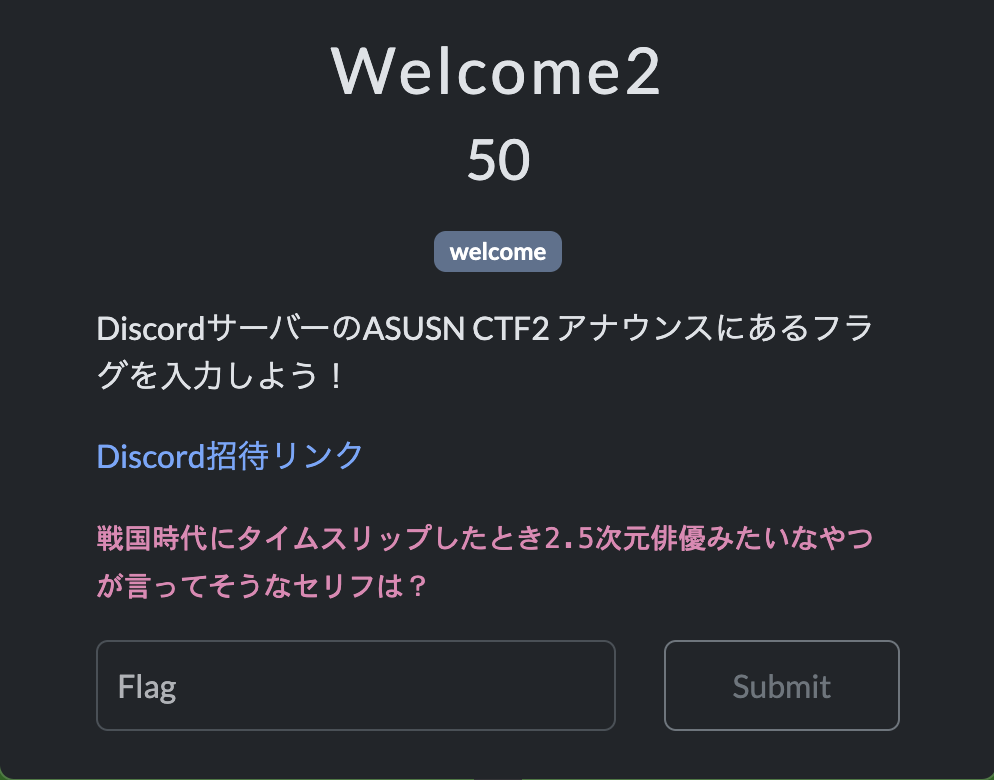 Welcome2
50
welcome
DiscordサーバーのASUSN CTF2 アナウンスにあるフラ
グを入力しよう！
Discord招待リンク
戦国時代にタイムスリップしたとき2.5次元俳優みたいなやつ
が言ってそうなセリフは？
Flag
Submit